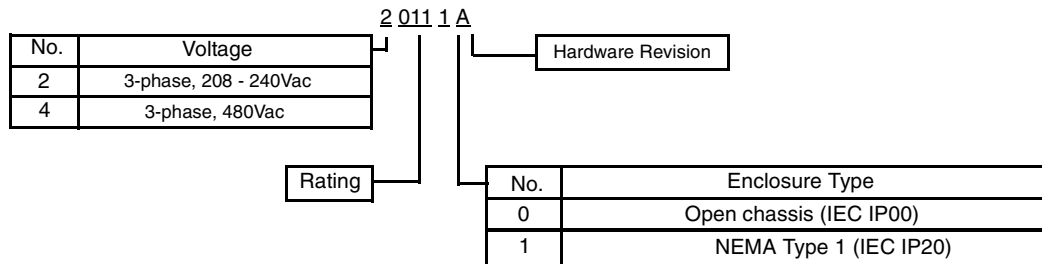 2 011 1 A
No. Voltage
2 3-phase, 208 - 240Vac
4 3-phase, 480Vac
Hardware Revision
Rating
No. Enclosure Type
0 Open chassis (IEC IP00)
1 NEMA Type 1 (IEC IP20)